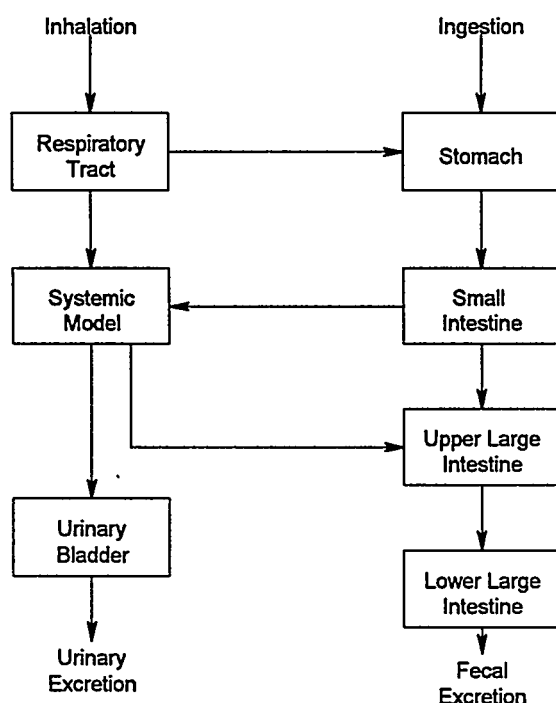 Inhalation
Ingestion
Respiratory
Tract
Stomach
Systemic
Model
Small
Intestine
Upper Large
Intestine
Urinary
Bladder
Lower Large
Intestine
Urinary
Excretion
Fecal
Excretion